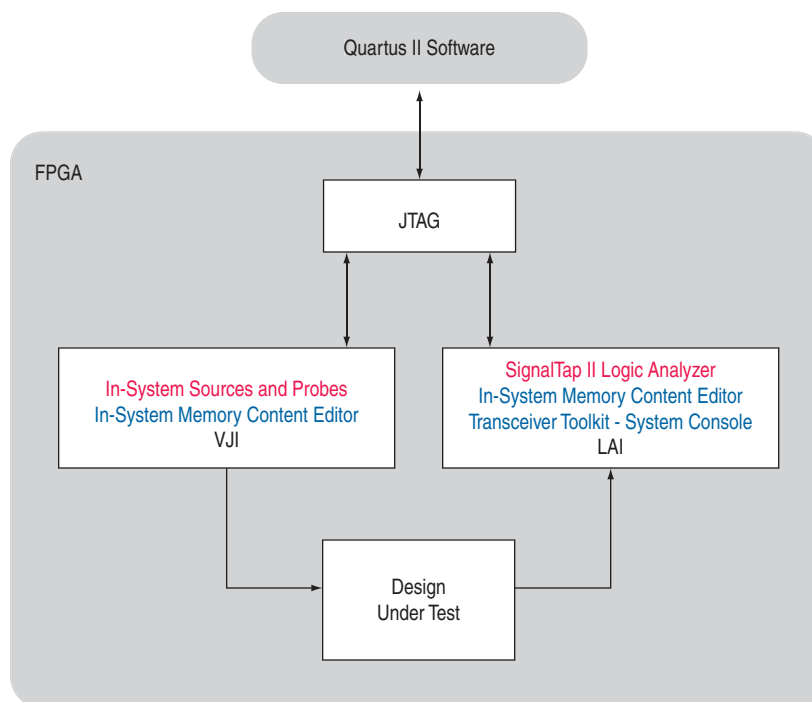 Quartus II Software
FPGA
JTAG
In-System Sources and Probes
In-System Memory Content Editor
VJI
SignalTap II Logic Analyzer
In-System Memory Content Editor
Transceiver Toolkit - System Console
LAI
Design
Under Test